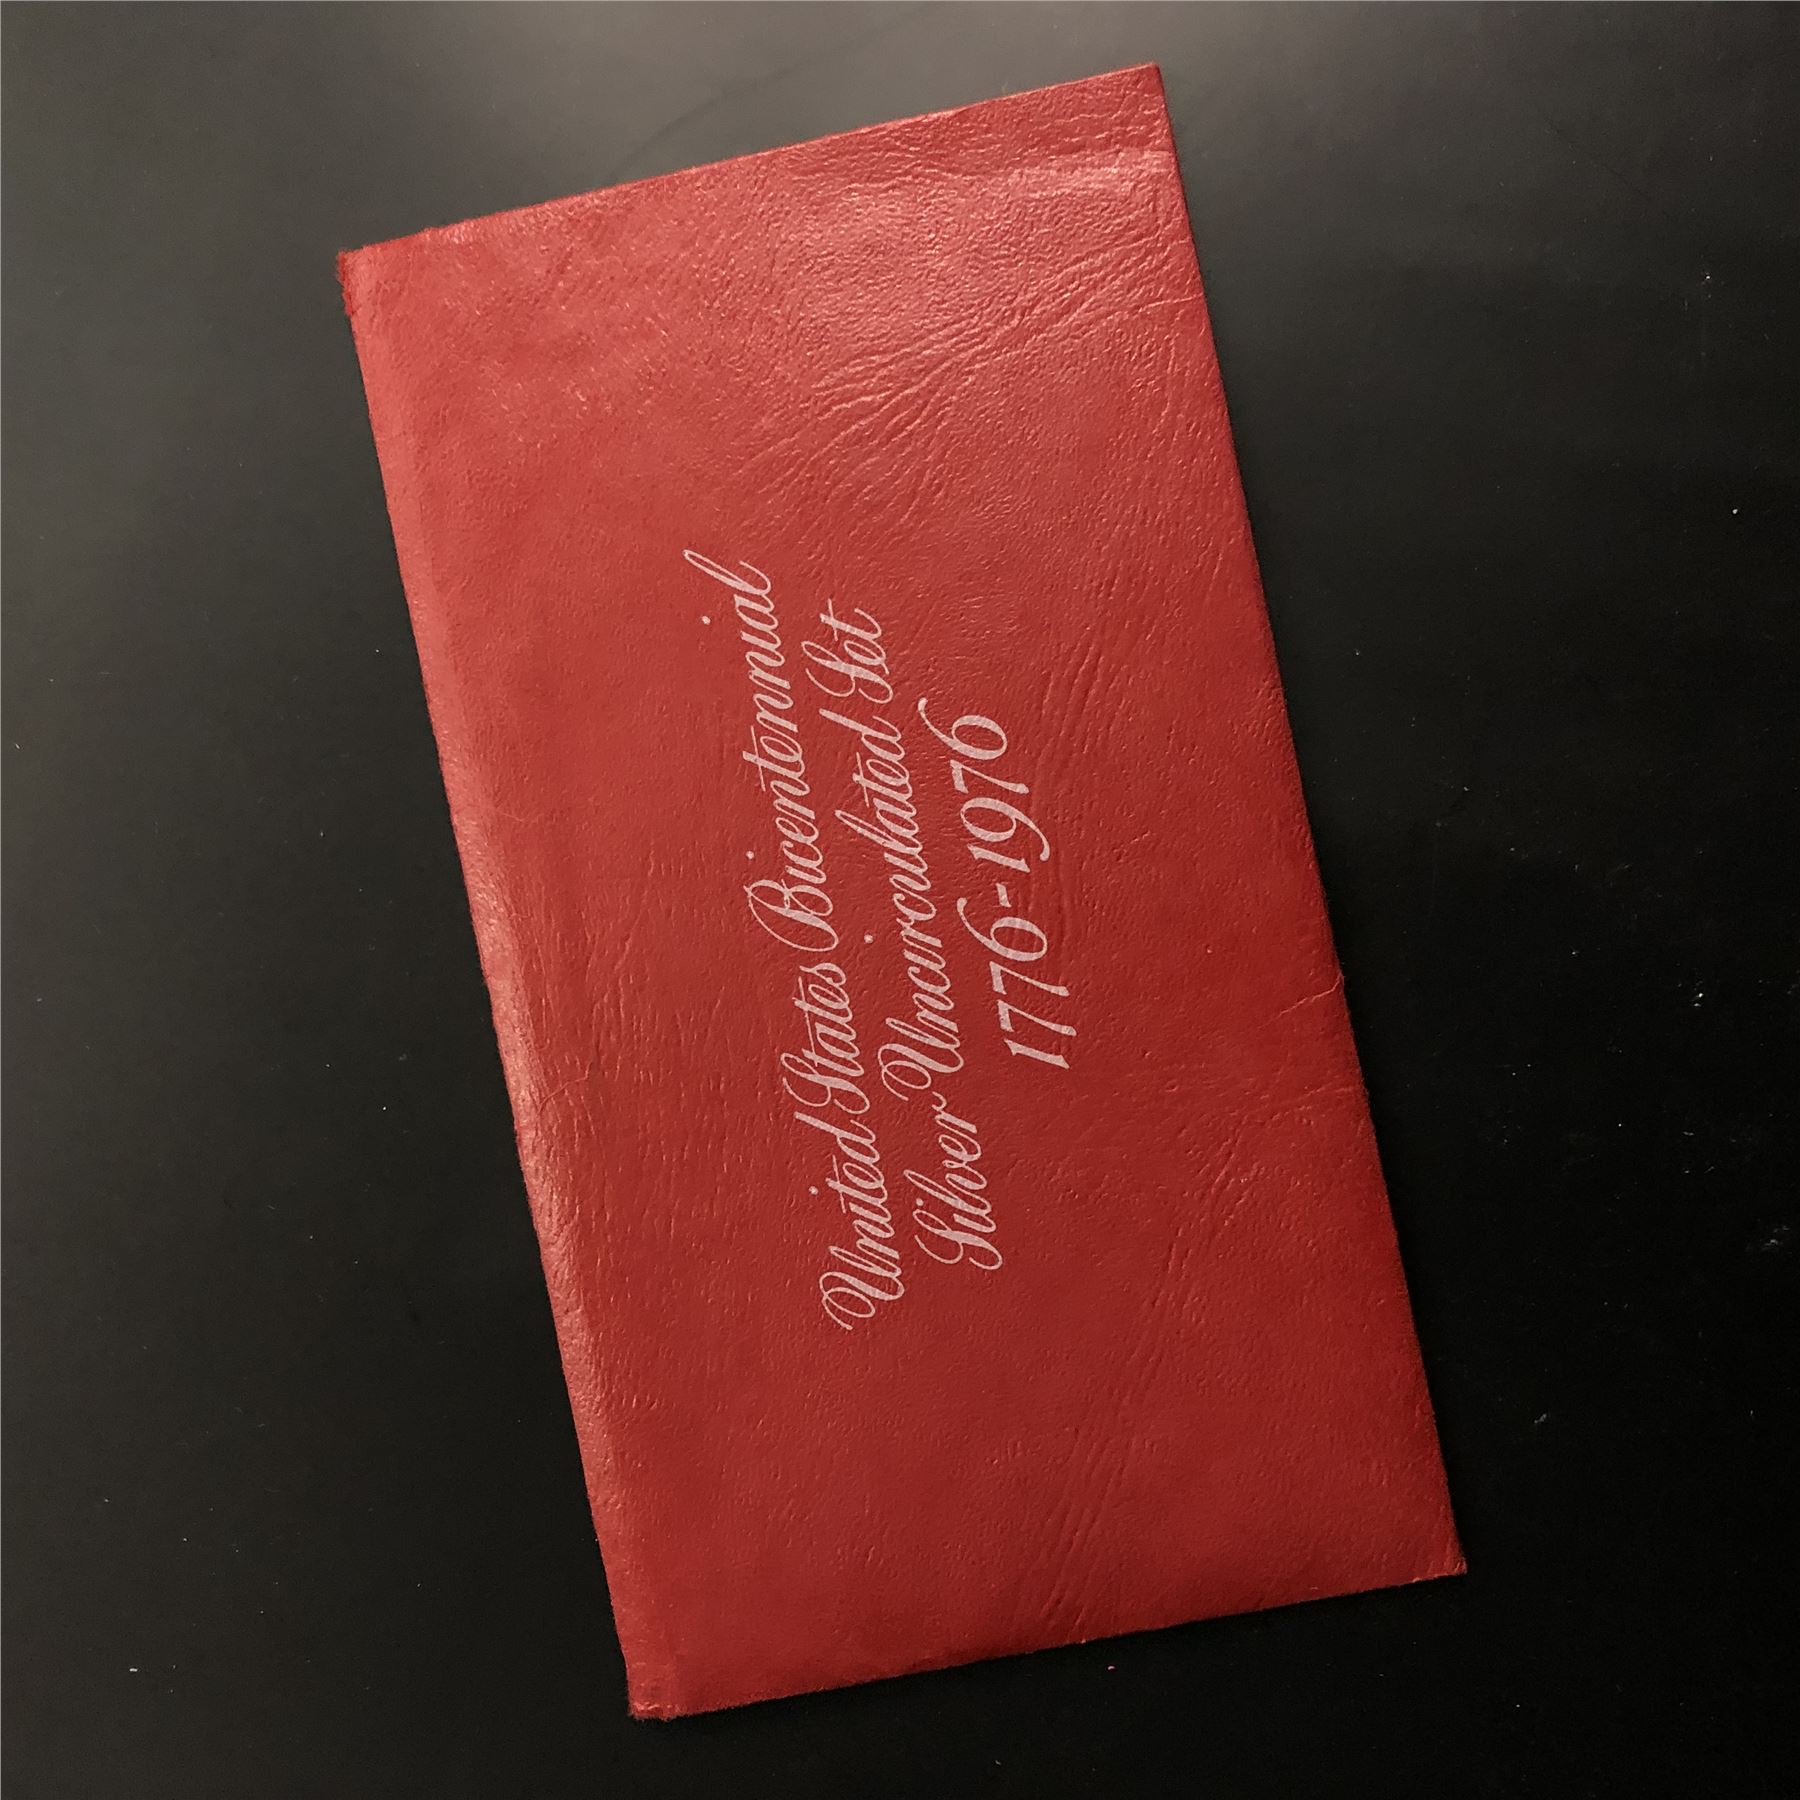 United States Bicentennial
Silver Uncirculated Set
1776-1976